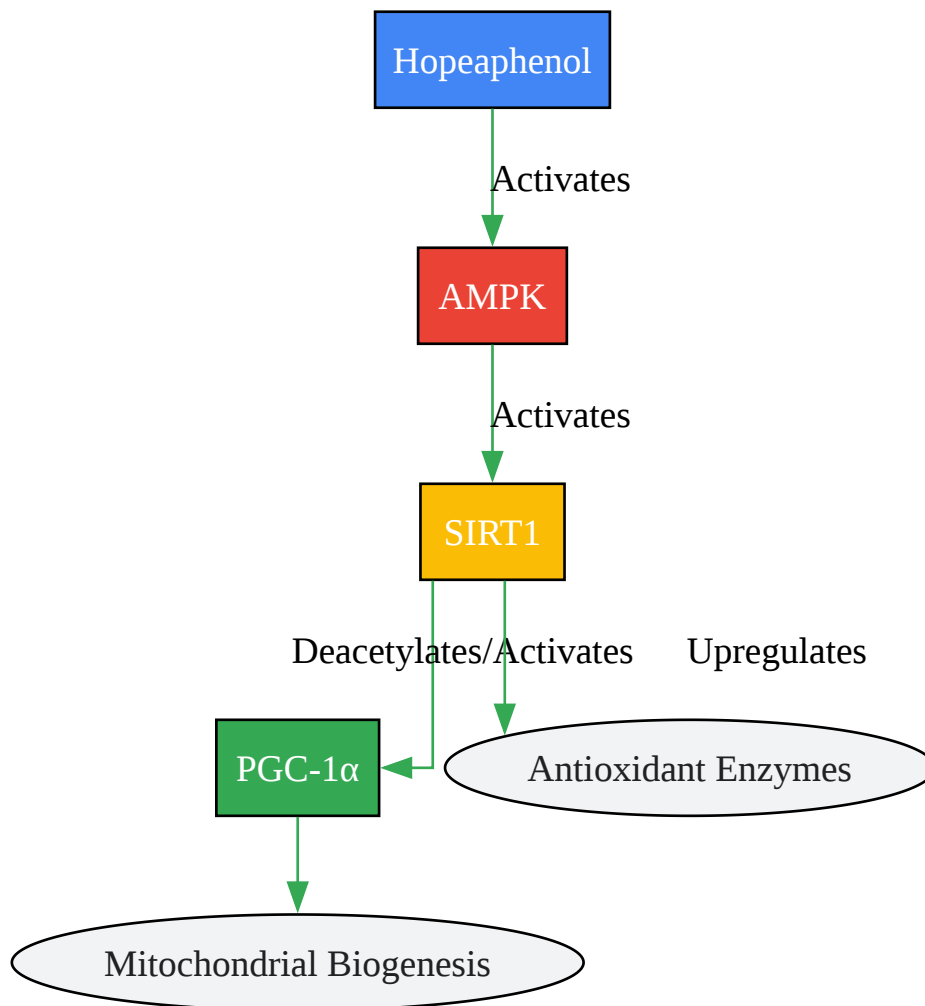 Hopeaphenol
Activates
AMPK
Activates
SIRT1
Deacetylates/Activates
Upregulates
PGC-1α
Antioxidant Enzymes
Mitochondrial Biogenesis